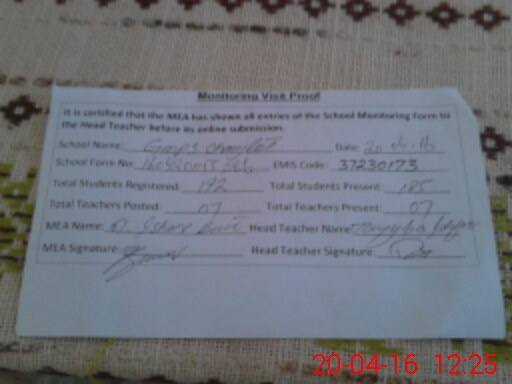 Monitoring Visit Proof
It is certified that the MEA has shown all entries of the School Monitoring Form to
the Head Teacher before its online submission.
School Name: Gmps Date: 20-4-16
School Form No: EMIS Code: 37230173
Total Students Registered: 192 Total Students Present: 185
Total Teachers Posted: 07 Total Teachers Present: 07
MEA Name: Head Teacher Name:
MEA Signature: Head Teacher Signature:
20-04-16 12:25